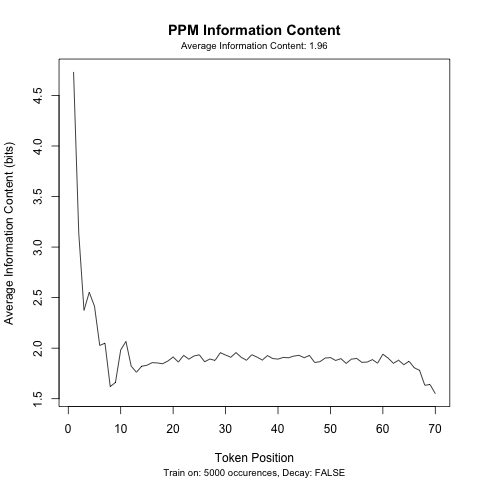 PPM Information Content
Average Information Content: 1.96
Average Information Content (bits)
4.5
4.0
3.5
3.0
2.5
2.0
1.5
0 10 20 30 40 50 60 70
Token Position
Train on: 5000 occurences, Decay: FALSE